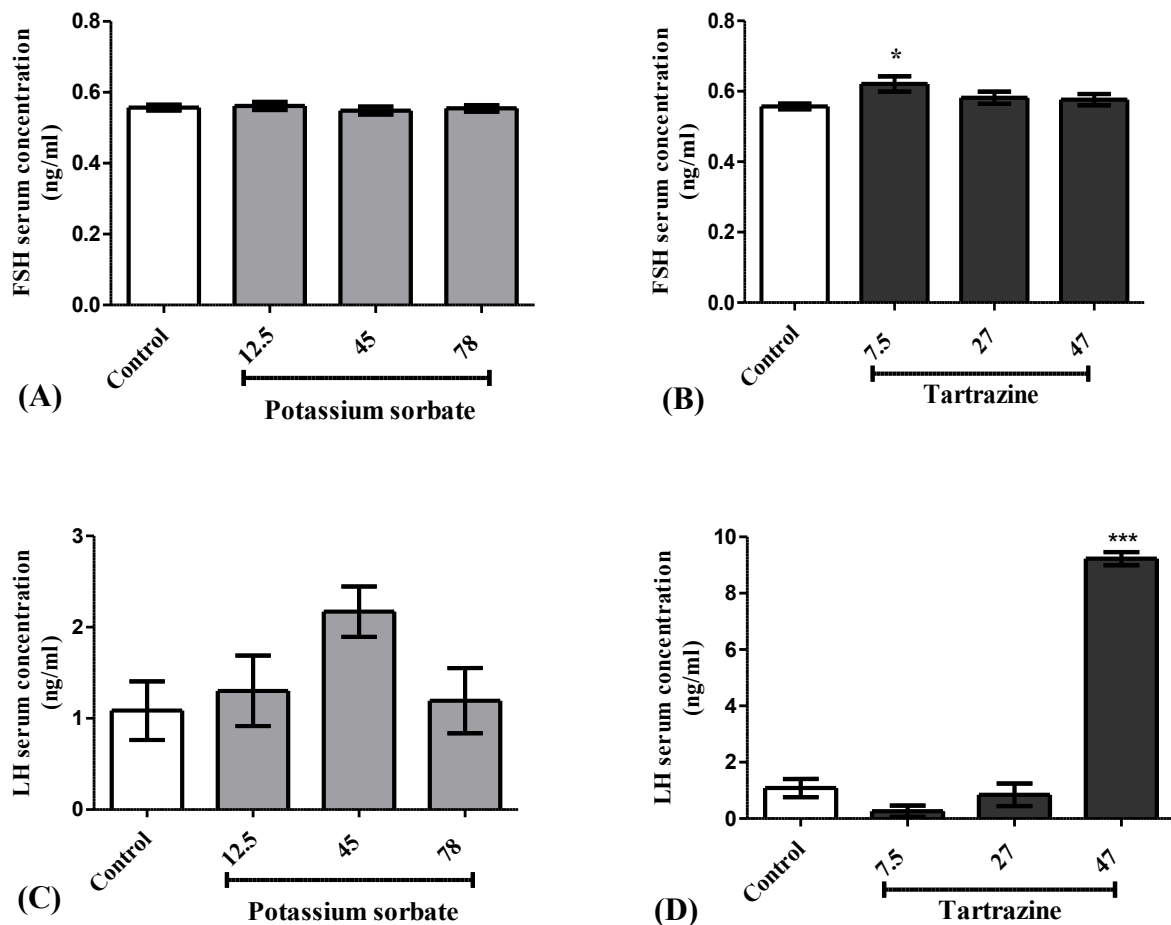 FSH serum concentration
(ng/ml)
0.8
0.6
0.4
0.2
0.0
Control
12.5
45
78
Potassium sorbate
(A)
FSH serum concentration
(ng/ml)
0.8
0.6
0.4
0.2
0.0
*
Control
7.5
27
47
Tartrazine
(B)
LH serum concentration
(ng/ml)
3
2
1
0
Control
12.5
45
78
Potassium sorbate
(C)
LH serum concentration
(ng/ml)
10
8
6
4
2
0
***
Control
7.5
27
47
Tartrazine
(D)